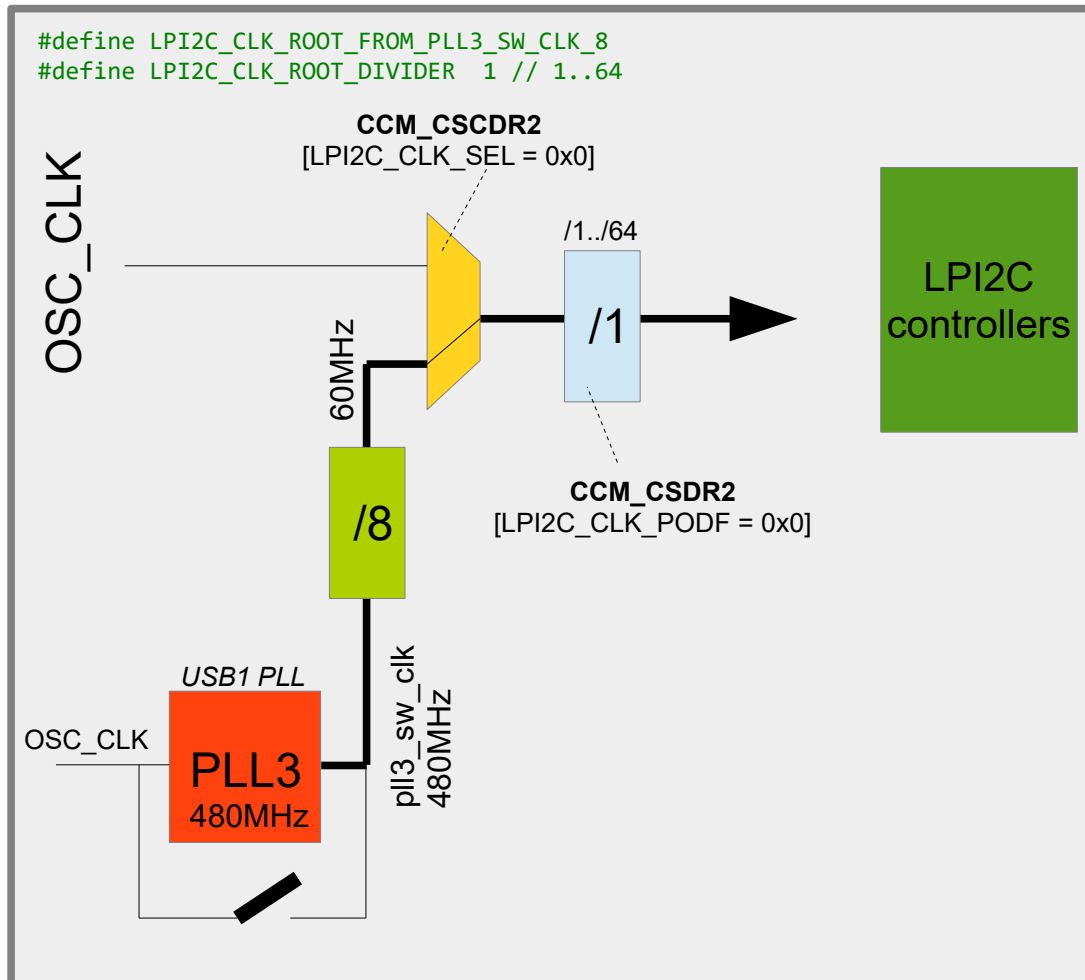 #define LPI2C_CLK_ROOT_FROM_PLL3_SW_CLK_8
#define LPI2C_CLK_ROOT_DIVIDER  1 // 1..64
CCM_CSCDR2
[LPI2C_CLK_SEL = 0x0]
OSC_CLK
/1../64
/1
LPI2C
controllers
60MHz
/8
CCM_CSDR2
[LPI2C_CLK_PODF = 0x0]
USB1 PLL
OSC_CLK
PLL3
480MHz
pll3_sw_clk
480MHz